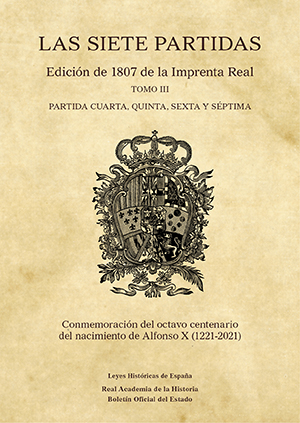 LAS SIETE PARTIDAS
Edición de 1807 de la Imprenta Real
TOMO III
PARTIDA CUARTA, QUINTA, SEXTA Y SÉPTIMA
Conmemoración del octavo centenario
del nacimiento de Alfonso X (1221-2021)
Leyes Históricas de España
Real Academia de la Historia
Boletín Oficial del Estado